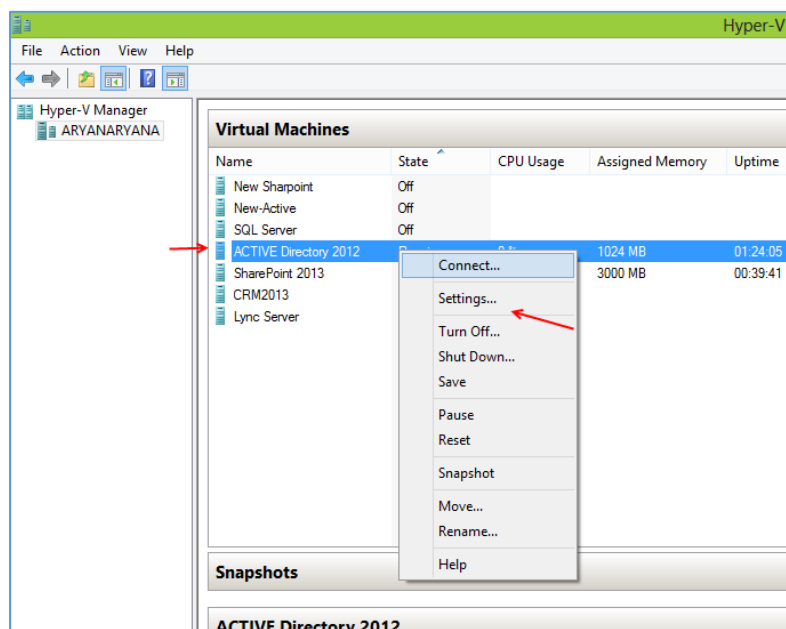 Hyper-V
File Action View Help
Hyper-V Manager
ARYANARYANA
Virtual Machines
Name State CPU Usage Assigned Memory Uptime
New Sharpoint Off
New-Active Off
SQL Server Off
ACTIVE Directory 2012 1024 MB 01:24:05
SharePoint 2013 3000 MB 00:39:41
CRM2013
Lync Server
Connect...
Settings...
Turn Off...
Shut Down...
Save
Pause
Reset
Snapshot
Move...
Rename...
Help
Snapshots
ACTIVE Directory 2012